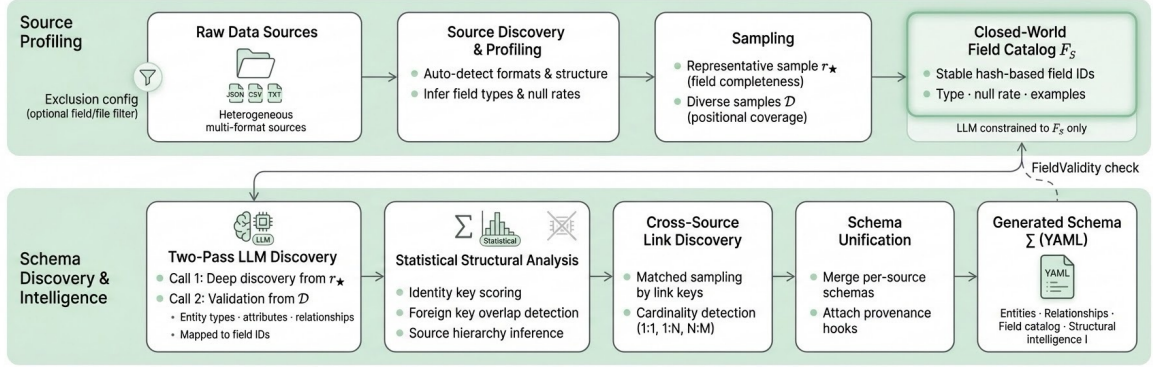 Source
Profiling
Exclusion config
(optional field/file filter)
Raw Data Sources
JSON CSV TXT
Heterogeneous
multi-format sources
Source Discovery
& Profiling
• Auto-detect formats & structure
• Infer field types & null rates
Sampling
• Representative sample r★
(field completeness)
• Diverse samples 𝒟
(positional coverage)
Closed-World
Field Catalog F_S
• Stable hash-based field IDs
• Type · null rate · examples
LLM constrained to F_S only
FieldValidity check
Schema
Discovery &
Intelligence
LLM
Two-Pass LLM Discovery
• Call 1: Deep discovery from r★
• Call 2: Validation from 𝒟
• Entity types · attributes · relationships
• Mapped to field IDs
Σ
Statistical
Statistical Structural Analysis
• Identity key scoring
• Foreign key overlap detection
• Source hierarchy inference
Cross-Source
Link Discovery
• Matched sampling
by link keys
• Cardinality detection
(1:1, 1:N, N:M)
Schema
Unification
• Merge per-source
schemas
• Attach provenance
hooks
Generated Schema
Σ (YAML)
YAML
Entities · Relationships ·
Field catalog · Structural
intelligence I